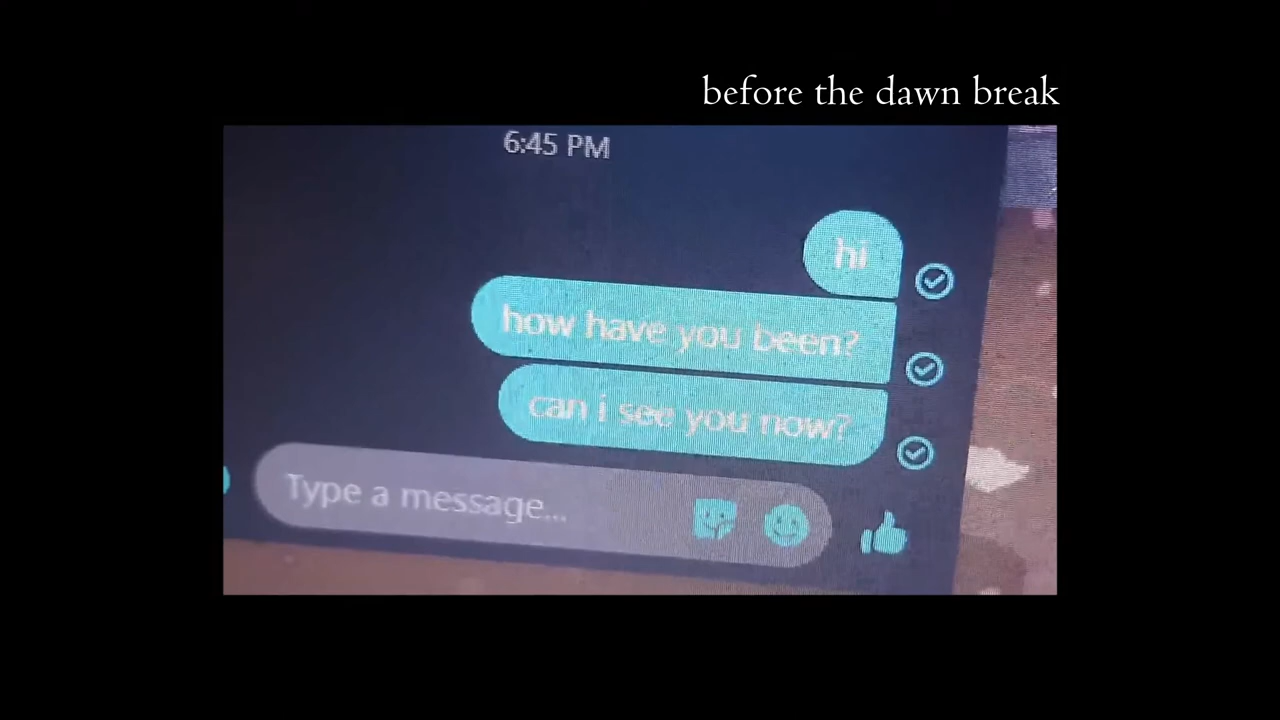 before the dawn break
6:45 PM
hi
how have you been?
can i see you now?
Type a message...